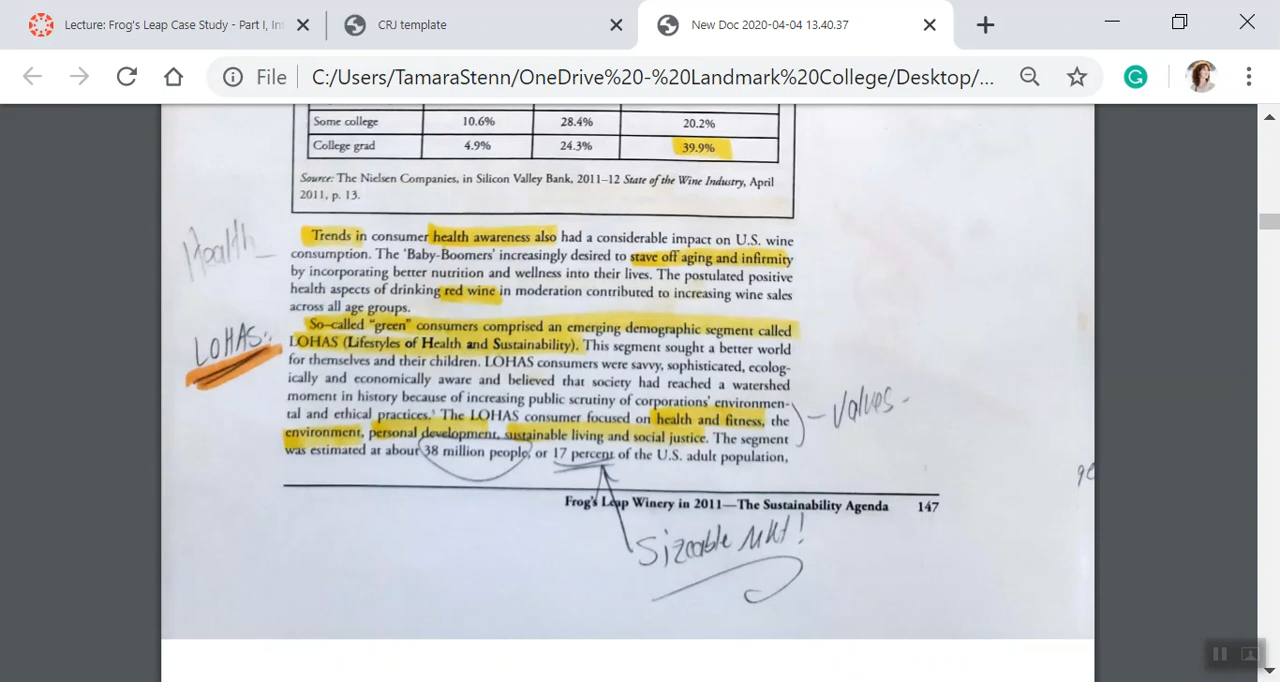 Lecture: Frog's Leap Case Study - Part I, In
CRJ template
New Doc 2020-04-04 13.40.37
File
C:/Users/TamaraStenn/OneDrive%20-%20Landmark%20College/Desktop/...
Some college 10.6% 28.4% 20.2%
College grad 4.9% 24.3% 39.9%
Source: The Nielsen Companies, in Silicon Valley Bank, 2011–12 State of the Wine Industry, April
2011, p. 13.
Health
Trends in consumer health awareness also had a considerable impact on U.S. wine
consumption. The 'Baby-Boomers' increasingly desired to stave off aging and infirmity
by incorporating better nutrition and wellness into their lives. The postulated positive
health aspects of drinking red wine in moderation contributed to increasing wine sales
across all age groups.
LOHAS:
So-called "green" consumers comprised an emerging demographic segment called
LOHAS (Lifestyles of Health and Sustainability). This segment sought a better world
for themselves and their children. LOHAS consumers were savvy, sophisticated, ecolog-
ically and economically aware and believed that society had reached a watershed
moment in history because of increasing public scrutiny of corporations' environmen-
tal and ethical practices. The LOHAS consumer focused on health and fitness, the
environment, personal development, sustainable living and social justice. The segment
was estimated at about 38 million people, or 17 percent of the U.S. adult population,
- Values -
Frog's Leap Winery in 2011—The Sustainability Agenda 147
Sizeable Mkt!